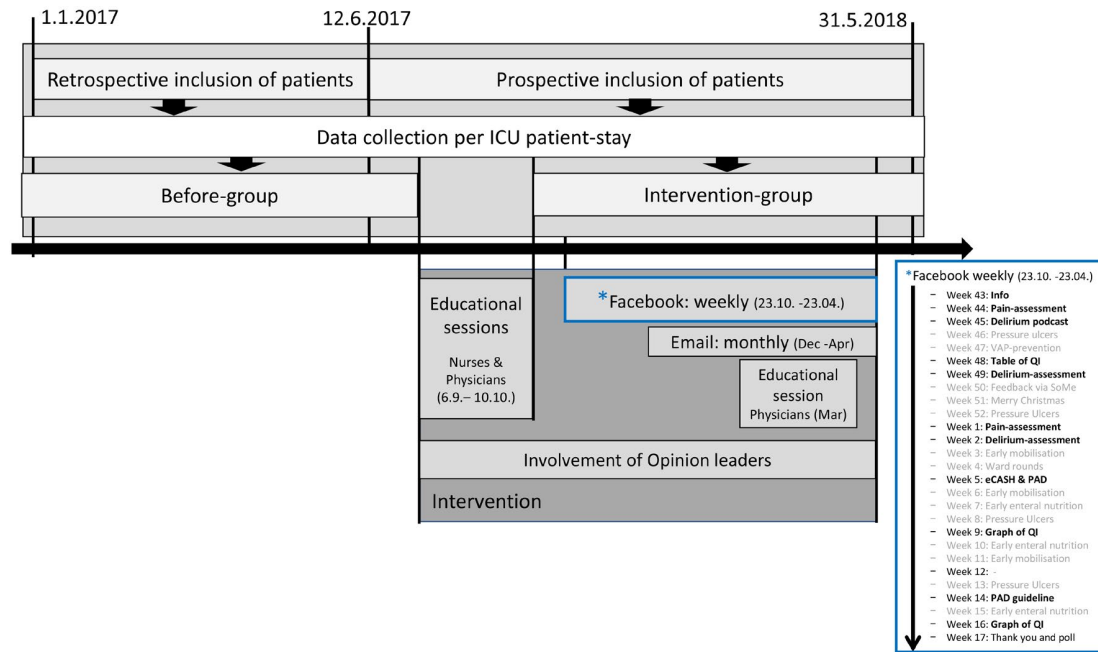 1.1.2017
12.6.2017
31.5.2018
Retrospective inclusion of patients
Prospective inclusion of patients
Data collection per ICU patient-stay
Before-group
Intervention-group
Educational
sessions
Nurses &
Physicians
(6.9.– 10.10.)
*Facebook: weekly (23.10. -23.04.)
Email: monthly (Dec -Apr)
Educational
session
Physicians (Mar)
Involvement of Opinion leaders
Intervention
*Facebook weekly (23.10. -23.04.)
– Week 43: Info
– Week 44: Pain-assessment
– Week 45: Delirium podcast
– Week 46: Pressure ulcers
– Week 47: VAP-prevention
– Week 48: Table of QI
– Week 49: Delirium-assessment
– Week 50: Feedback via SoMe
– Week 51: Merry Christmas
– Week 52: Pressure Ulcers
– Week 1: Pain-assessment
– Week 2: Delirium-assessment
– Week 3: Early mobilisation
– Week 4: Ward rounds
– Week 5: eCASH & PAD
– Week 6: Early mobilisation
– Week 7: Early enteral nutrition
– Week 8: Pressure Ulcers
– Week 9: Graph of QI
– Week 10: Early enteral nutrition
– Week 11: Early mobilisation
– Week 12: -
– Week 13: Pressure Ulcers
– Week 14: PAD guideline
– Week 15: Early enteral nutrition
– Week 16: Graph of QI
– Week 17: Thank you and poll